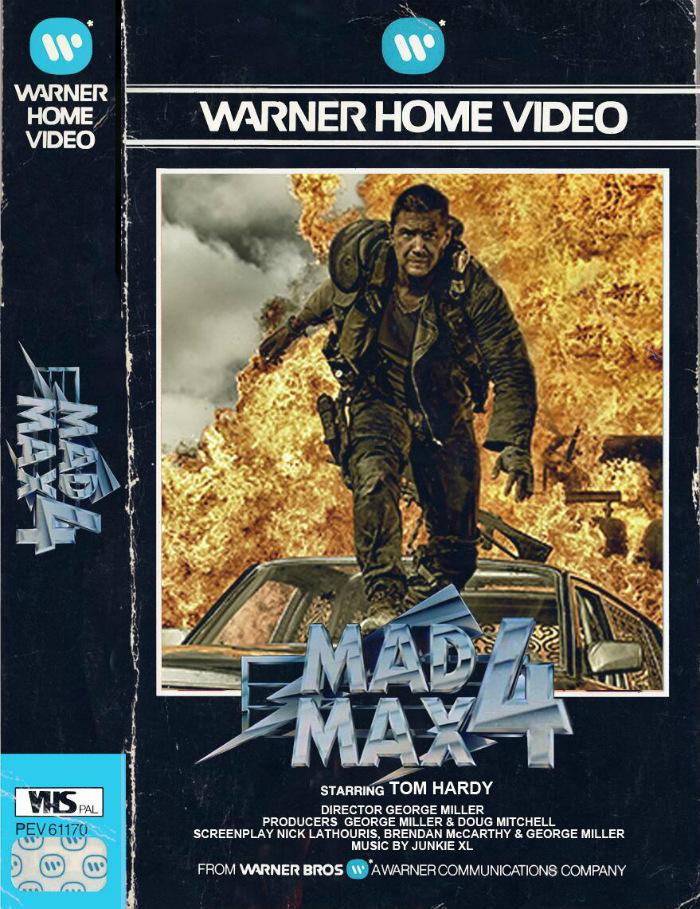 WARNER
HOME
VIDEO
MAD
MAX 4
VHS PAL
PEV 61170
WARNER HOME VIDEO
MAD
MAX 4
STARRING TOM HARDY
DIRECTOR GEORGE MILLER
PRODUCERS GEORGE MILLER & DOUG MITCHELL
SCREENPLAY NICK LATHOURIS, BRENDAN McCARTHY & GEORGE MILLER
MUSIC BY JUNKIE XL
FROM WARNER BROS A WARNER COMMUNICATIONS COMPANY